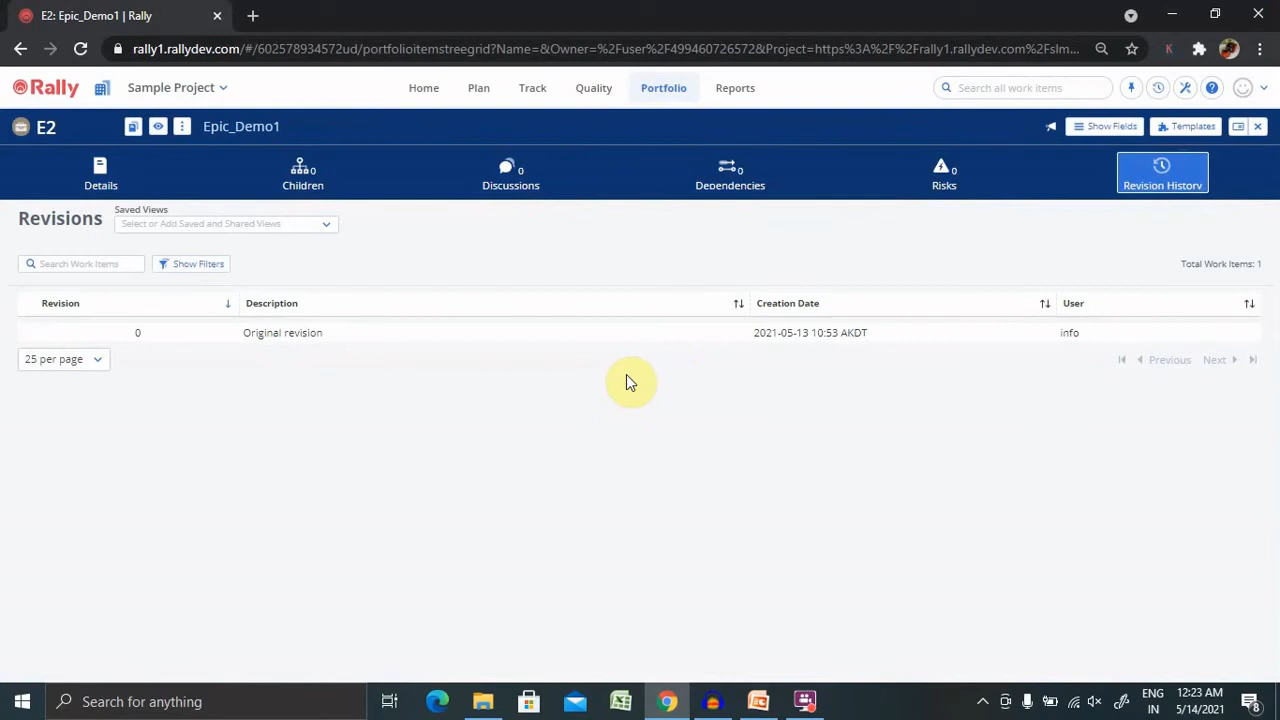 E2: Epic_Demo1 | Rally
rally1.rallydev.com/#/602578934572ud/portfolioitemstreegrid?Name=&Owner=%2Fuser%2F499460726572&Project=https%3A%2F%2Frally1.rallydev.com%2Fslm...
K
Rally
Sample Project
Home
Plan
Track
Quality
Portfolio
Reports
Search all work items
E2
Epic_Demo1
Show Fields
Templates
Details
0
Children
0
Discussions
0
Dependencies
0
Risks
Revision History
Revisions
Saved Views
Select or Add Saved and Shared Views
Search Work Items
Show Filters
Total Work Items: 1
Revision
Description
Creation Date
User
0
Original revision
2021-05-13 10:53 AKDT
info
25 per page
Previous
Next
Search for anything
ENG
IN
12:23 AM
5/14/2021
8